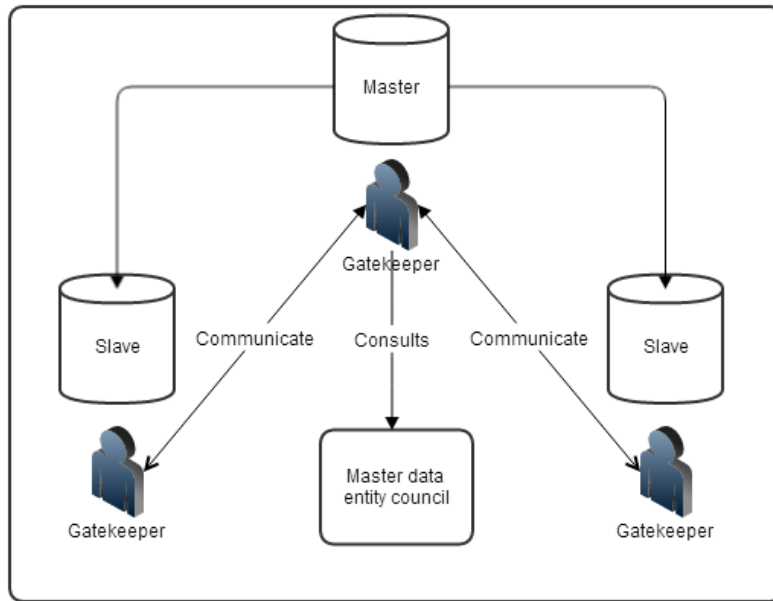 Master
Gatekeeper
Slave
Communicate
Consults
Communicate
Slave
Gatekeeper
Master data
entity council
Gatekeeper